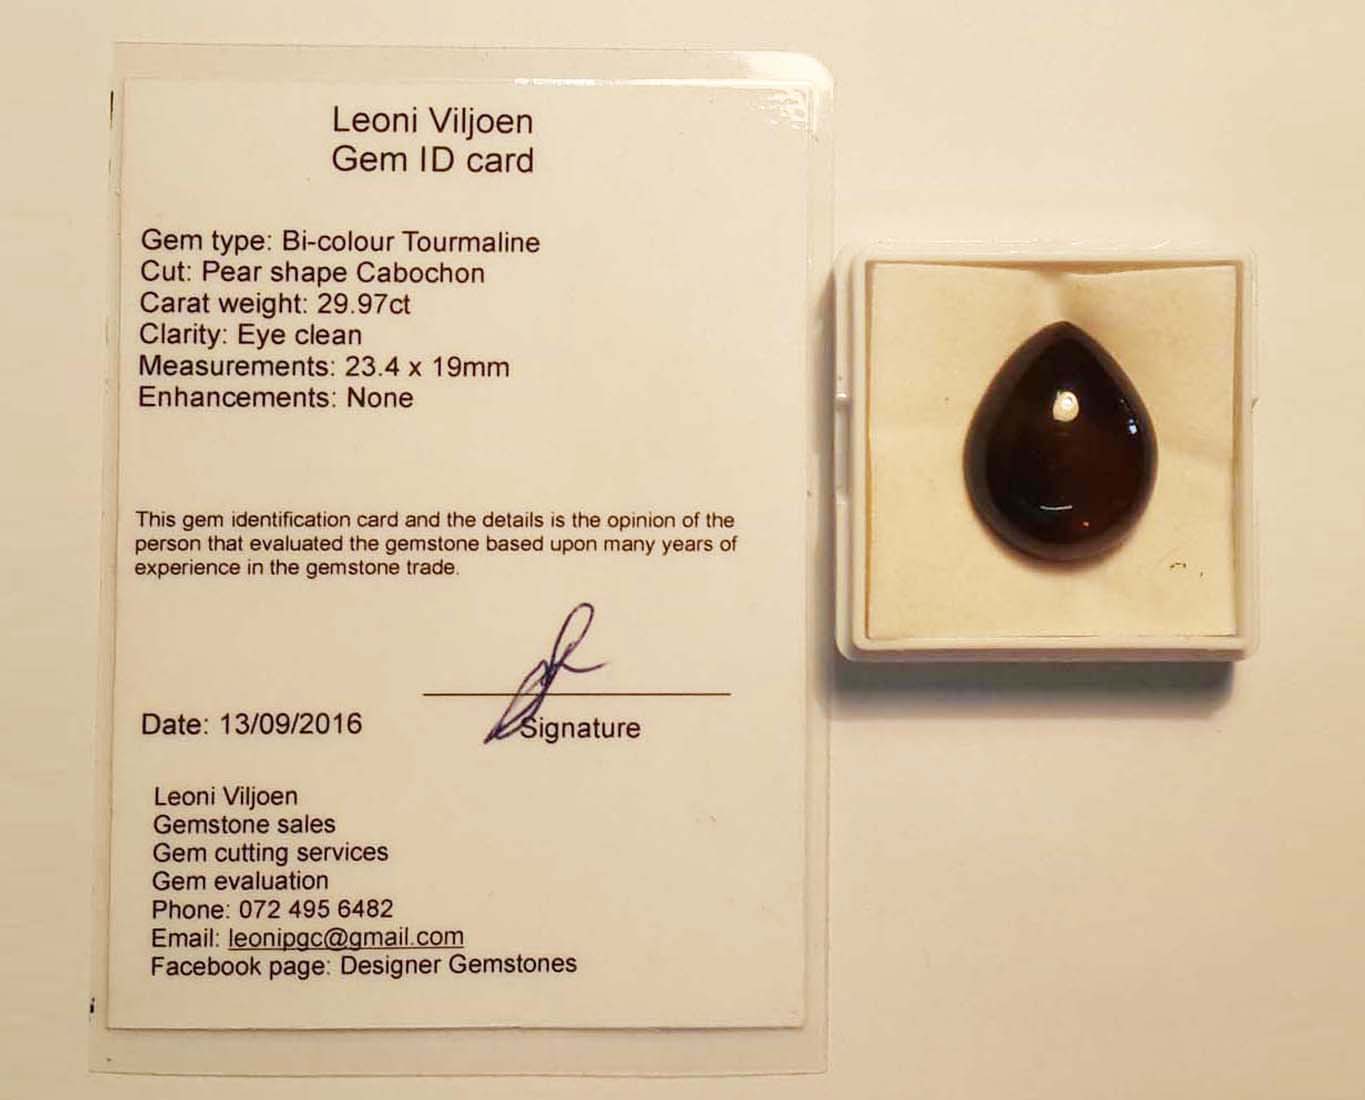 Leoni Viljoen
Gem ID card
Gem type: Bi-colour Tourmaline
Cut: Pear shape Cabochon
Carat weight: 29.97ct
Clarity: Eye clean
Measurements: 23.4 x 19mm
Enhancements: None
This gem identification card and the details is the opinion of the
person that evaluated the gemstone based upon many years of
experience in the gemstone trade.
Date: 13/09/2016
Signature
Leoni Viljoen
Gemstone sales
Gem cutting services
Gem evaluation
Phone: 072 495 6482
Email: leonipgc@gmail.com
Facebook page: Designer Gemstones